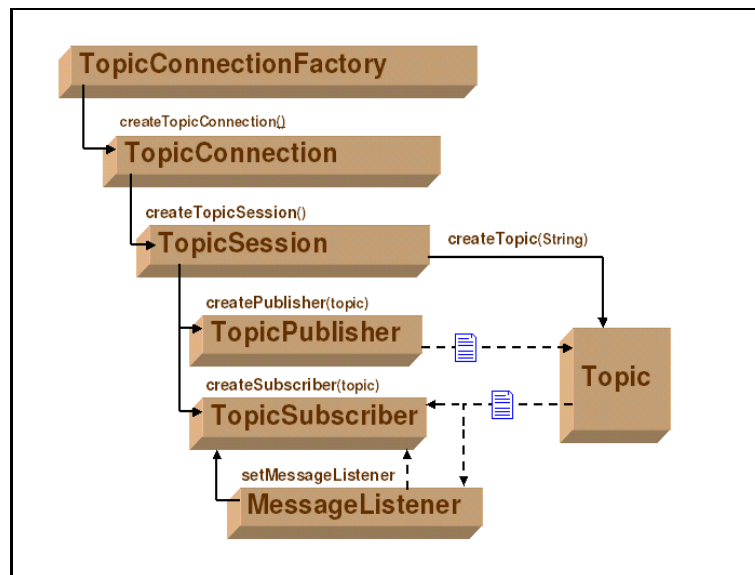 TopicConnectionFactory
createTopicConnection()
TopicConnection
createTopicSession()
TopicSession
createTopic(String)
createPublisher(topic)
TopicPublisher
Topic
createSubscriber(topic)
TopicSubscriber
setMessageListener
MessageListener